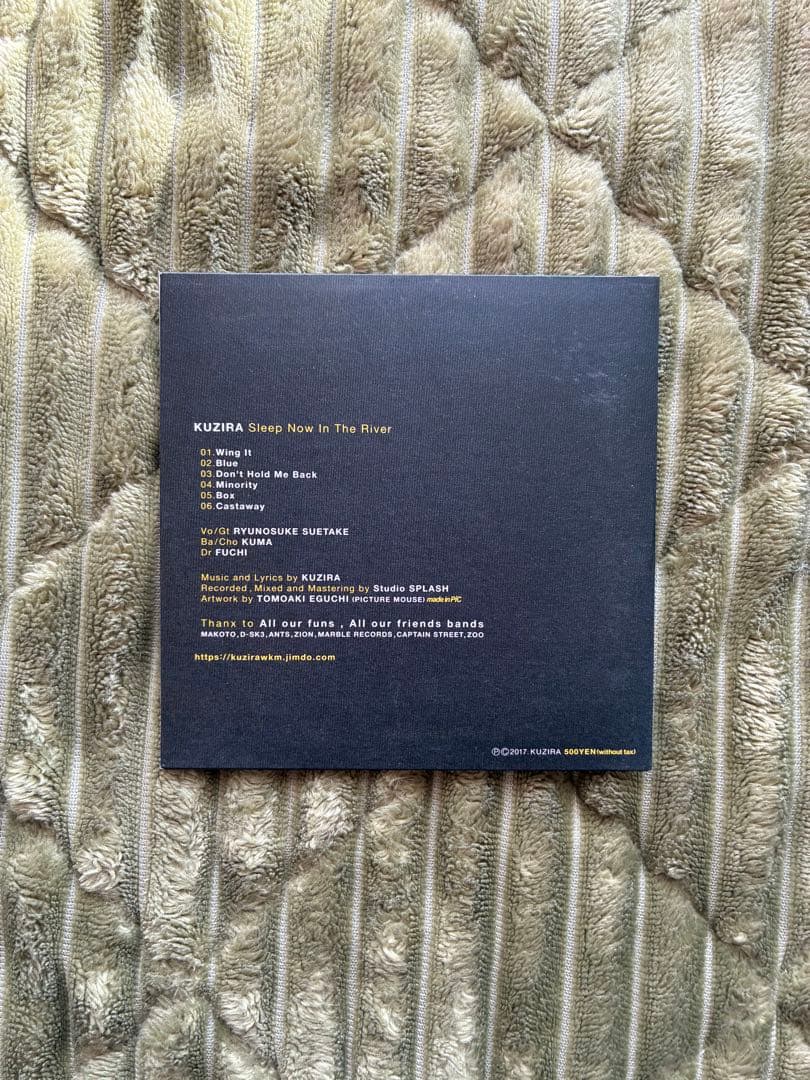 KUZIRA Sleep Now In The River
01.Wing It
02.Blue
03.Don't Hold Me Back
04.Minority
05.Box
06.Castaway
Vo/Gt RYUNOSUKE SUETAKE
Ba/Cho KUMA
Dr FUCHI
Music and Lyrics by KUZIRA
Recorded , Mixed and Mastering by Studio SPLASH
Artwork by TOMOAKI EGUCHI (PICTURE MOUSE) made in PIC
Thanx to All our funs , All our friends bands
MAKOTO,D-SK3,ANTS,ZION,MARBLE RECORDS,CAPTAIN STREET,ZOO
https://kuzirawkm.jimdo.com
℗©2017. KUZIRA 500YEN(without tax)